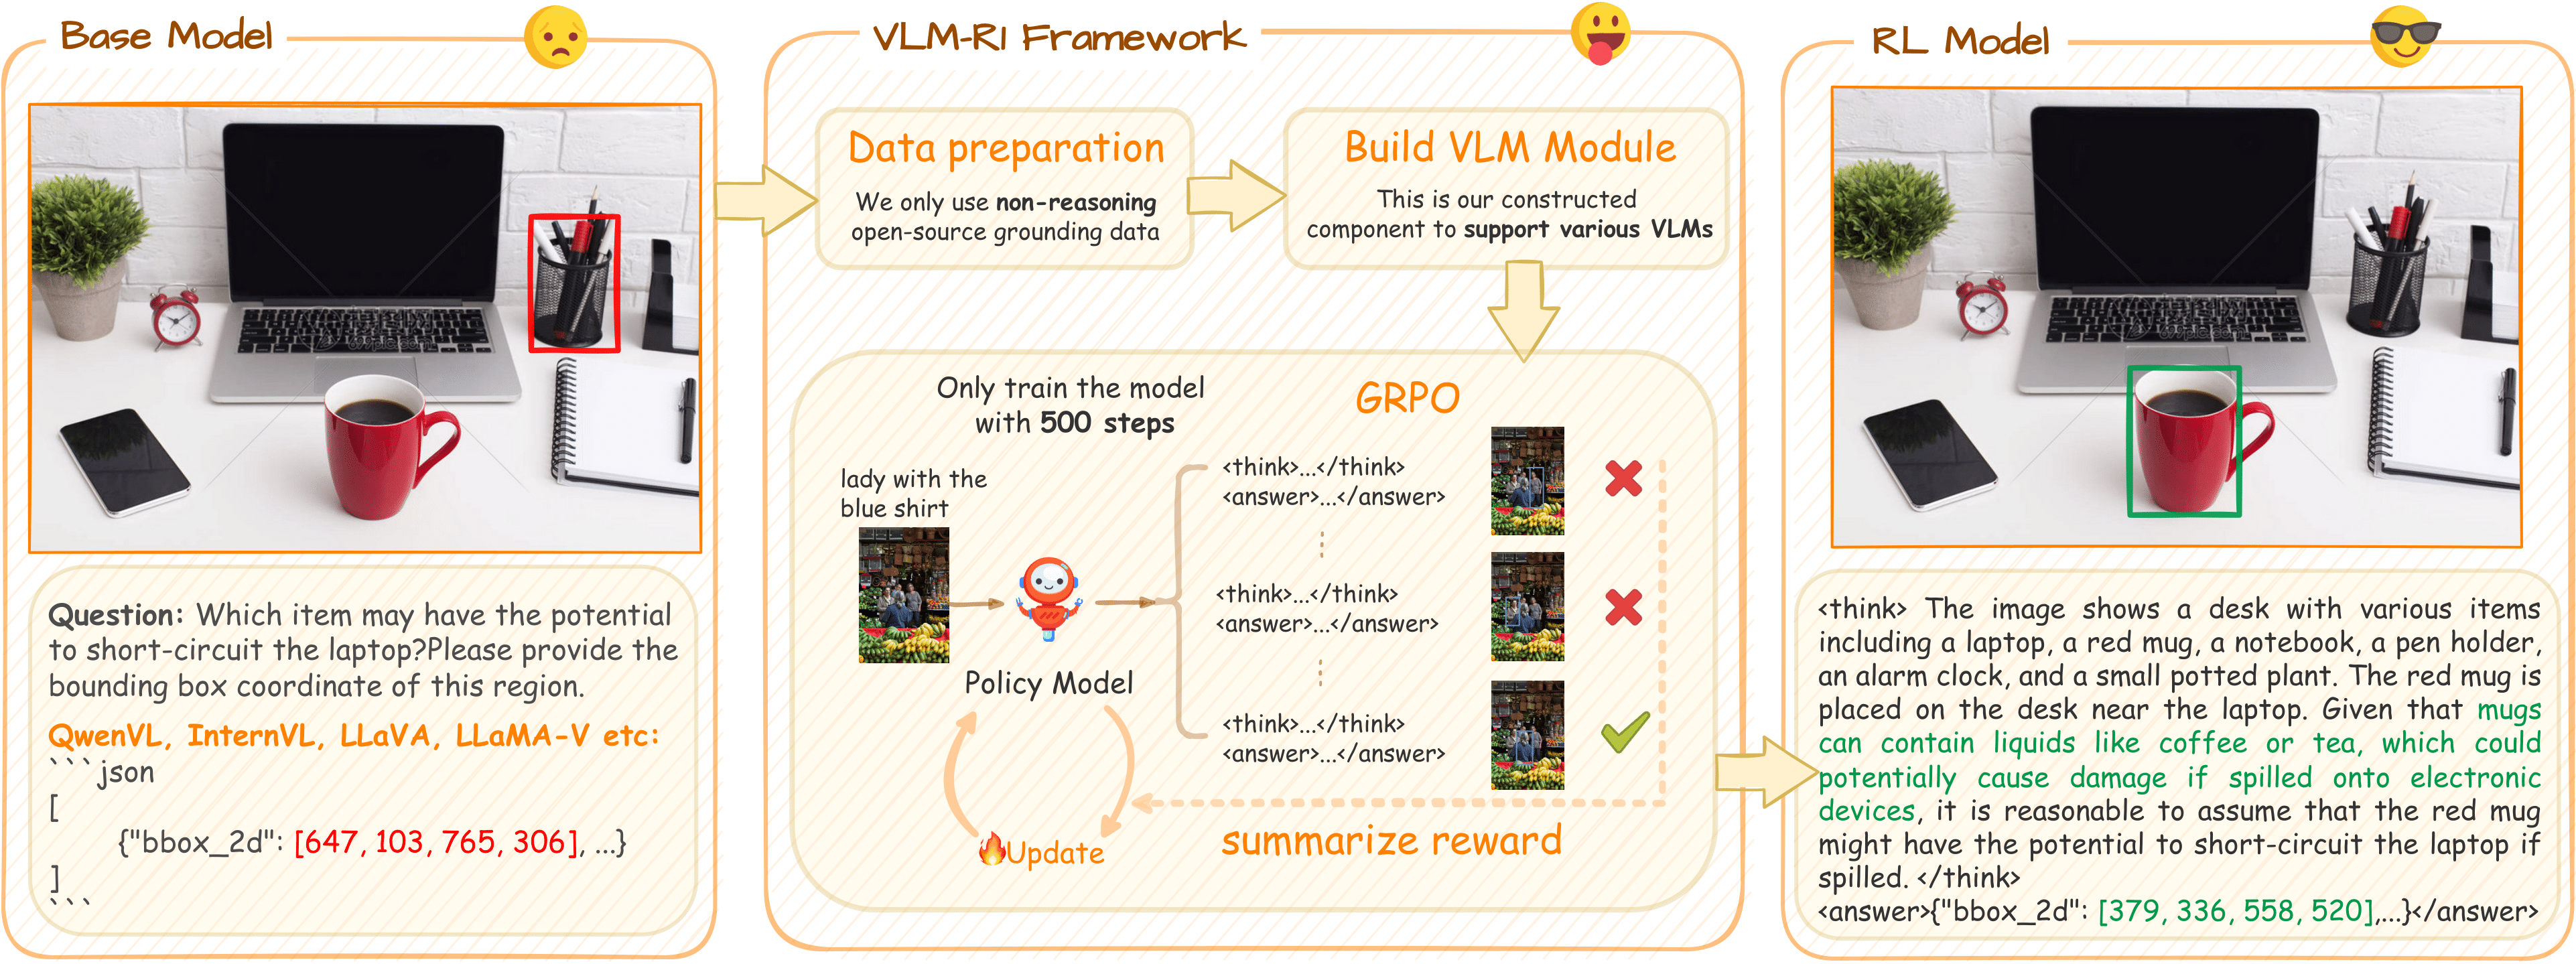 Base Model
Question: Which item may have the potential
to short-circuit the laptop?Please provide the
bounding box coordinate of this region.
QwenVL, InternVL, LLaVA, LLaMA-V etc:
```json
[
{"bbox_2d": [647, 103, 765, 306], ...}
]
```
VLM-R1 Framework
Data preparation
We only use non-reasoning
open-source grounding data
Build VLM Module
This is our constructed
component to support various VLMs
Only train the model
with 500 steps
GRPO
lady with the
blue shirt
Policy Model
Update
<think>...</think>
<answer>...</answer>
<think>...</think>
<answer>...</answer>
<think>...</think>
<answer>...</answer>
summarize reward
RL Model
<think> The image shows a desk with various items
including a laptop, a red mug, a notebook, a pen holder,
an alarm clock, and a small potted plant. The red mug is
placed on the desk near the laptop. Given that mugs
can contain liquids like coffee or tea, which could
potentially cause damage if spilled onto electronic
devices, it is reasonable to assume that the red mug
might have the potential to short-circuit the laptop if
spilled. </think>
<answer>{"bbox_2d": [379, 336, 558, 520],...}</answer>